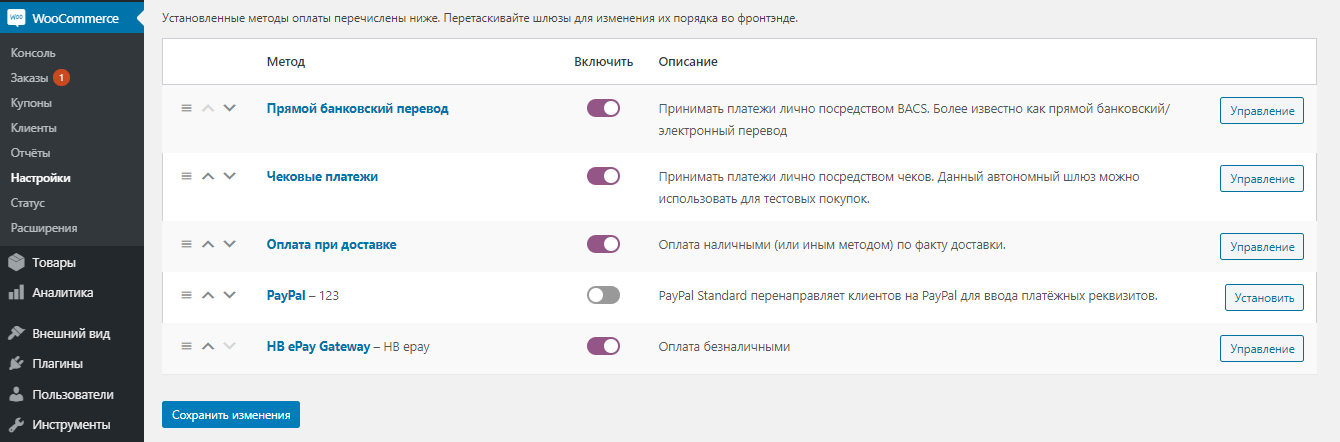 WooCommerce
Консоль
Заказы 1
Купоны
Клиенты
Отчёты
Настройки
Статус
Расширения
Товары
Аналитика
Внешний вид
Плагины
Пользователи
Инструменты
Установленные методы оплаты перечислены ниже. Перетаскивайте шлюзы для изменения их порядка во фронтэнде.
Метод Включить Описание
Прямой банковский перевод Принимать платежи лично посредством BACS. Более известно как прямой банковский/ Управление
электронный перевод
Чековые платежи Принимать платежи лично посредством чеков. Данный автономный шлюз можно Управление
использовать для тестовых покупок.
Оплата при доставке Оплата наличными (или иным методом) по факту доставки. Управление
PayPal – 123 PayPal Standard перенаправляет клиентов на PayPal для ввода платёжных реквизитов. Установить
HB ePay Gateway – HB epay Оплата безналичными Управление
Сохранить изменения